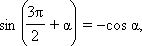 sin (3π/2 + α) = −cos α,